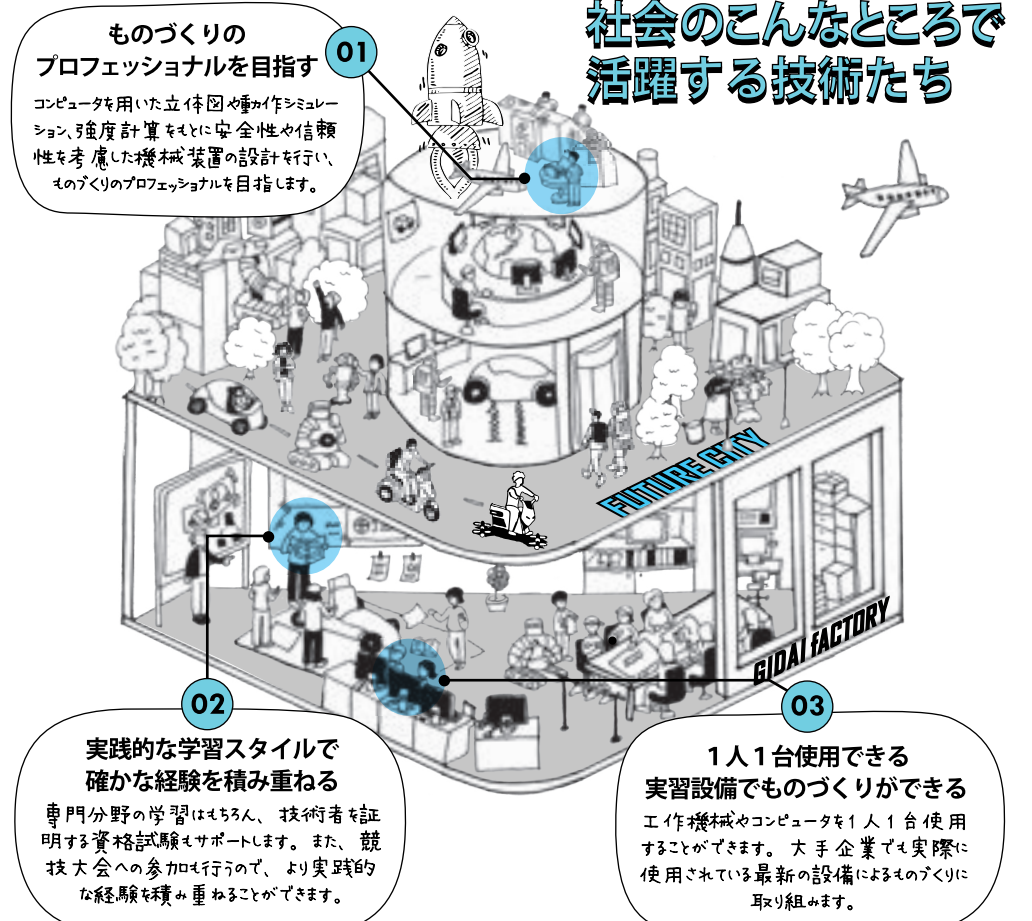 社会のこんなところで
活躍する技術たち
01
ものづくりの
プロフェッショナルを目指す
コンピュータを用いた立体図や動作シミュレー
ション、強度計算をもとに安全性や信頼
性を考慮した機械装置の設計を行い、
ものづくりのプロフェッショナルを目指します。
FUTURE CITY
GIDAI FACTORY
02
実践的な学習スタイルで
確かな経験を積み重ねる
専門分野の学習はもちろん、技術者を証
明する資格試験もサポートします。また、競
技大会への参加も行うので、より実践的
な経験を積み重ねることができます。
03
1人1台使用できる
実習設備でものづくりができる
工作機械やコンピュータを1人1台使用
することができます。大手企業でも実際に
使用されている最新の設備によるものづくりに
取り組みます。